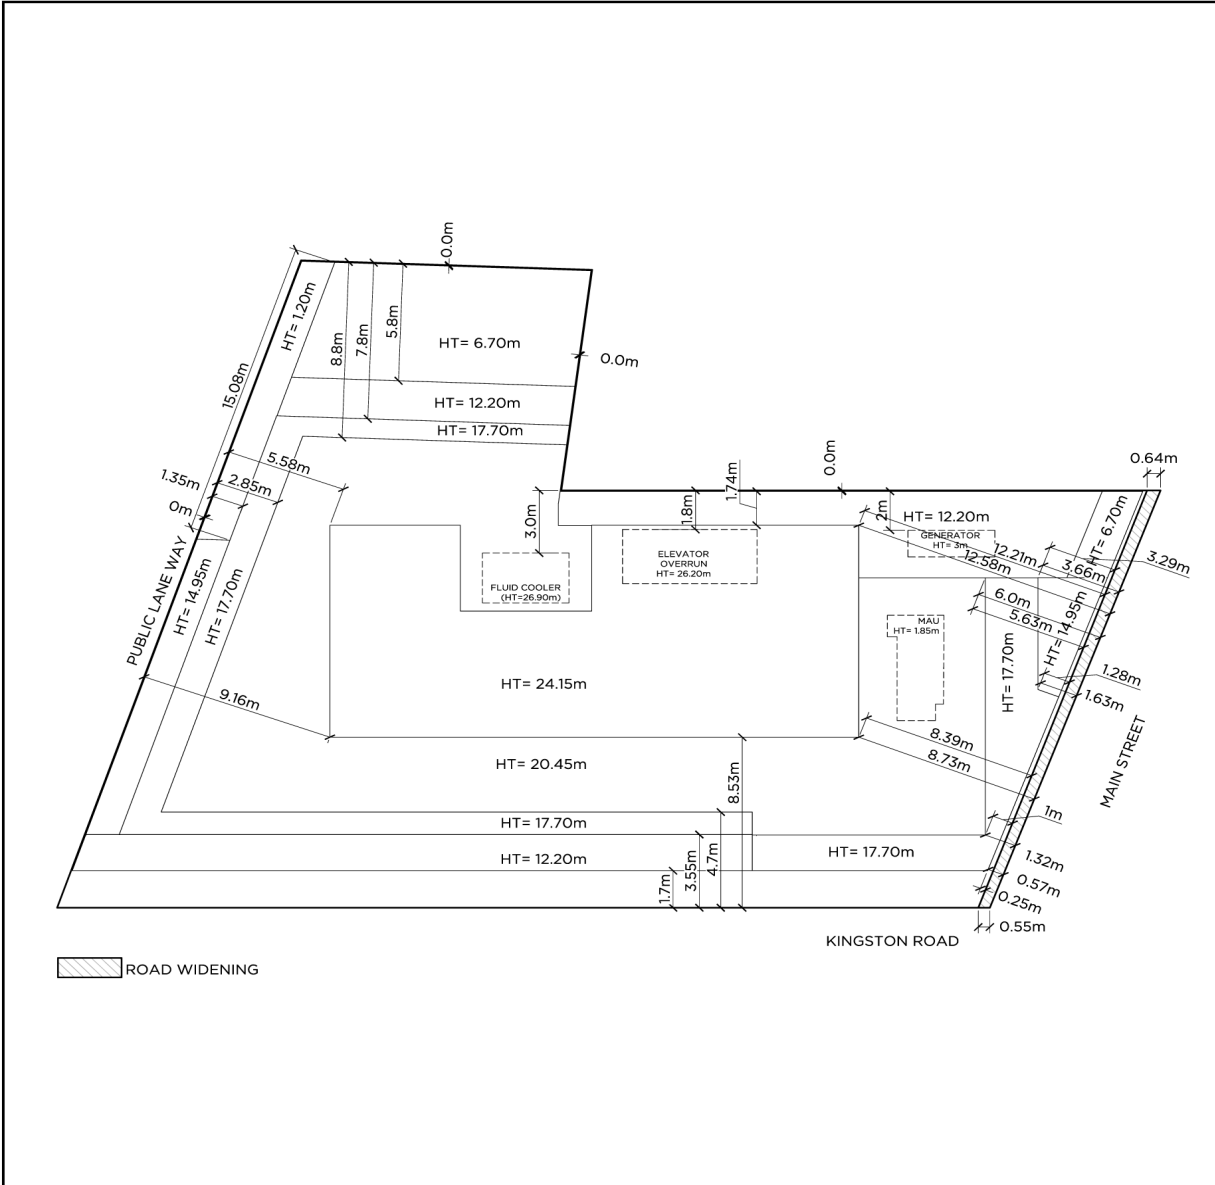 0.0m
HT= 1.20m
15.08m
8.8m
7.8m
5.8m
HT= 6.70m
0.0m
HT= 12.20m
HT= 17.70m
5.58m
1.35m
2.85m
0m
3.0m
1.8m
1.74m
0.0m
2m
0.64m
HT= 12.20m
HT= 6.70m
GENERATOR
HT= 3m
12.21m
12.58m
3.66m
3.29m
ELEVATOR
OVERRUN
HT= 26.20m
FLUID COOLER
(HT=26.90m)
PUBLIC LANE WAY
HT= 14.95m
HT= 17.70m
6.0m
5.63m
HT= 14.95m
MAU
HT= 1.85m
HT= 17.70m
1.28m
1.63m
9.16m
HT= 24.15m
8.39m
8.73m
MAIN STREET
HT= 20.45m
8.53m
1m
HT= 17.70m
HT= 17.70m
1.32m
HT= 12.20m
1.7m
3.55m
4.7m
0.57m
0.25m
0.55m
KINGSTON ROAD
ROAD WIDENING